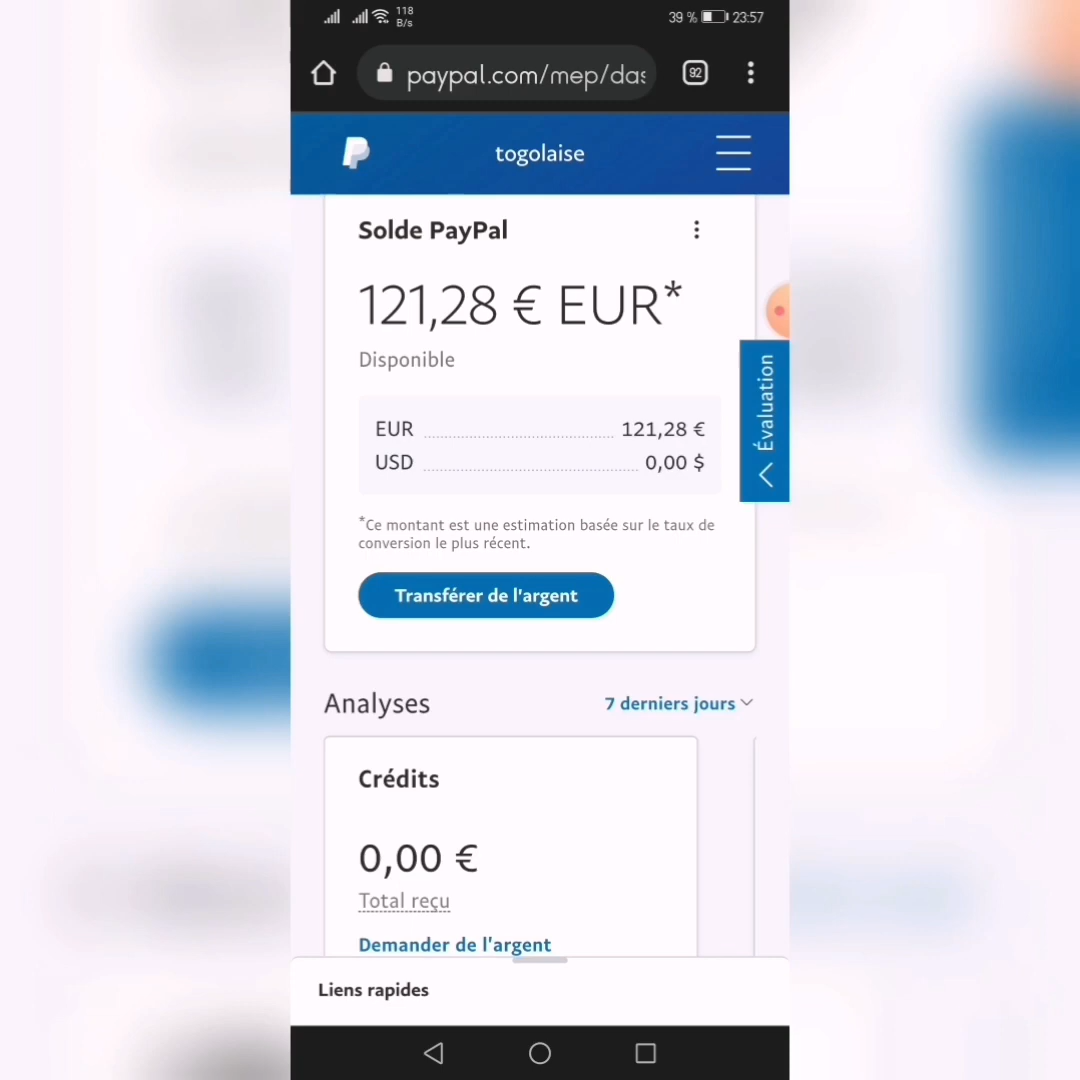 118
B/s
39 % 23:57
paypal.com/mep/das
92
togolaise
Solde PayPal
121,28 € EUR*
Disponible
EUR 121,28 €
USD 0,00 $
Évaluation
*Ce montant est une estimation basée sur le taux de
conversion le plus récent.
Transférer de l'argent
Analyses
7 derniers jours
Crédits
0,00 €
Total reçu
Demander de l'argent
Liens rapides